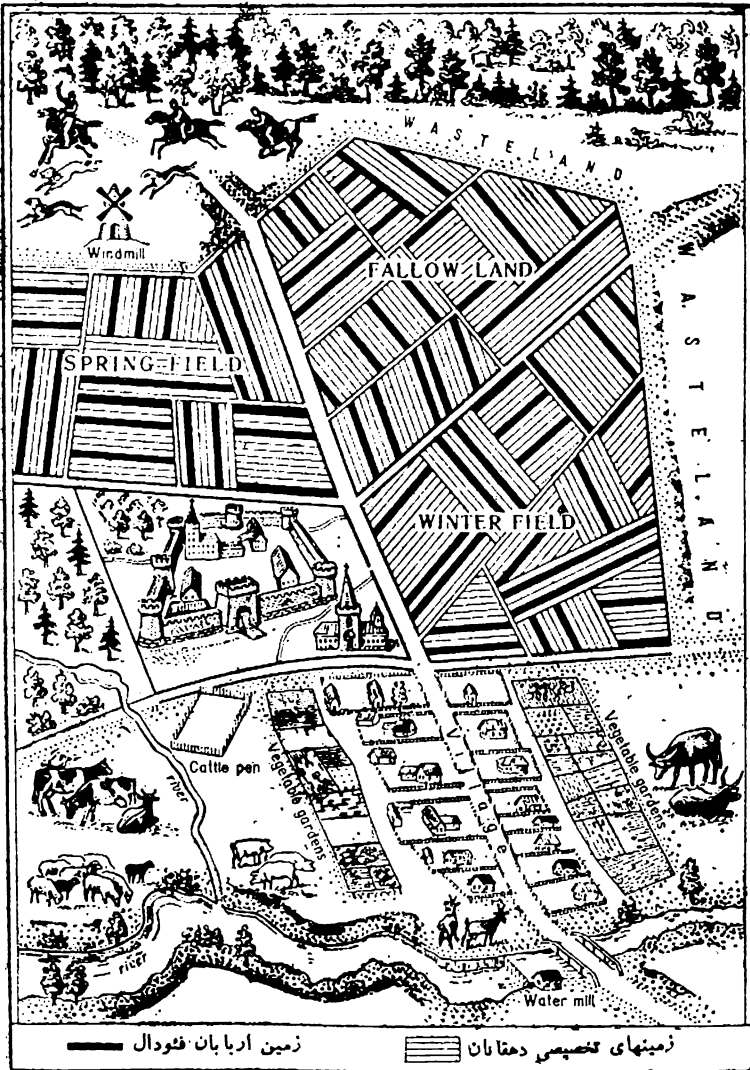 WASTELAND
Windmill
FALLOW LAND
WASTELAND
SPRING-FIELD
WINTER FIELD
Cattle pen
river
Vegetable gardens
Village
Vegetable gardens
river
Water mill
زمینهای تخصیصی دهقانان
زمین اربابان فئودال